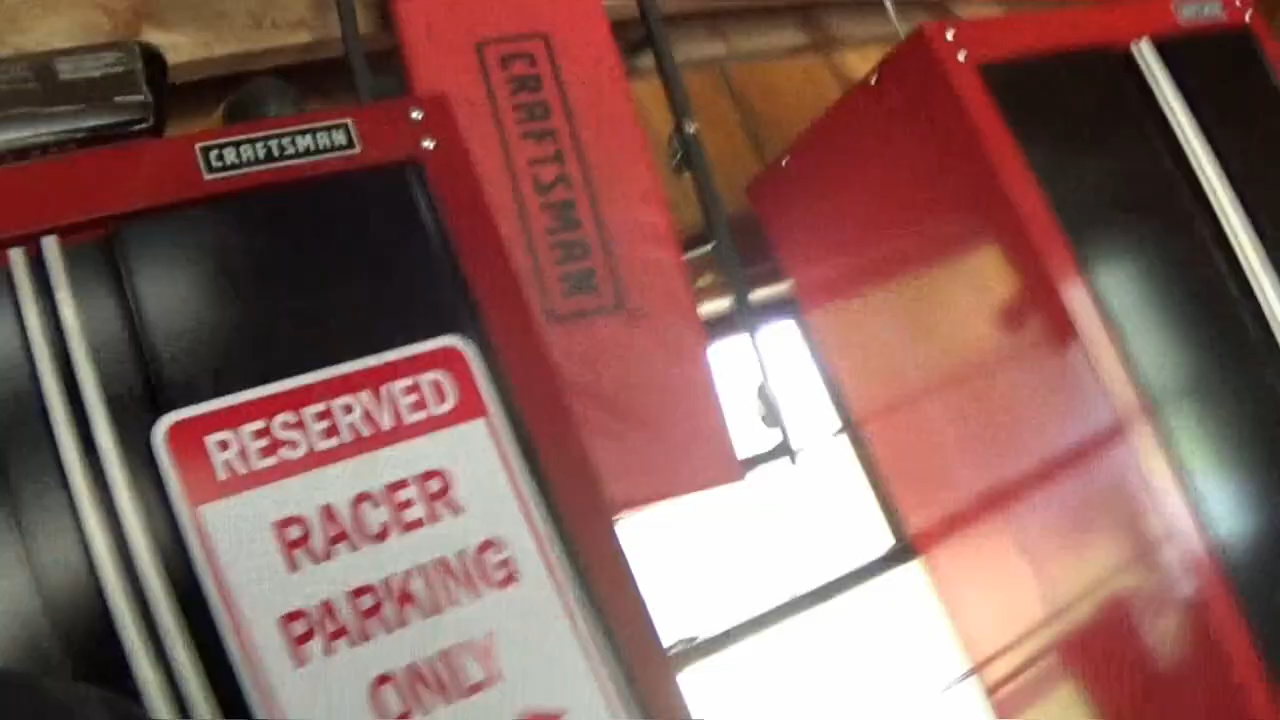 CRAFTSMAN
CRAFTSMAN
RESERVED
RACER
PARKING
ONLY